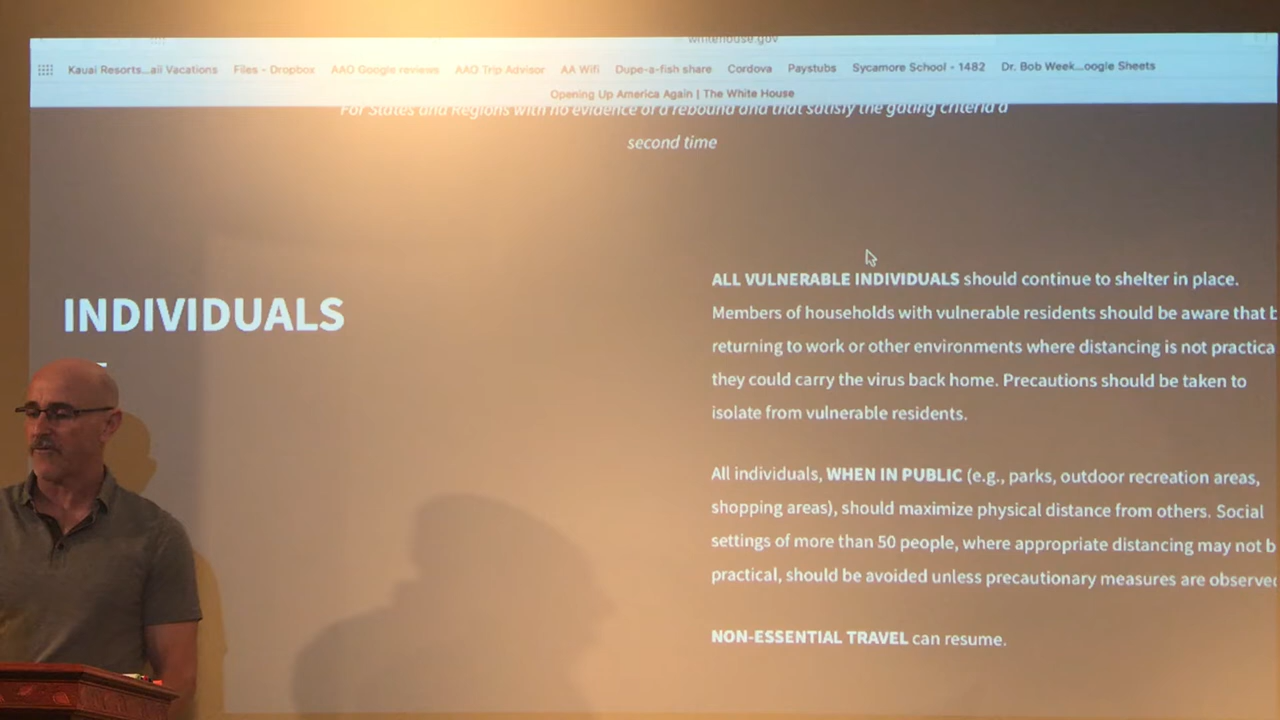 whitehouse.gov
Kauai Resorts...aii Vacations Files - Dropbox AAO Google reviews AAO Trip Advisor AA Wifi Dupe-a-fish share Cordova Paystubs Sycamore School - 1482 Dr. Bob Week...oogle Sheets
Opening Up America Again | The White House
For States and Regions with no evidence of a rebound and that satisfy the gating criteria a
second time
INDIVIDUALS
ALL VULNERABLE INDIVIDUALS should continue to shelter in place.
Members of households with vulnerable residents should be aware that b
returning to work or other environments where distancing is not practica
they could carry the virus back home. Precautions should be taken to
isolate from vulnerable residents.
All individuals, WHEN IN PUBLIC (e.g., parks, outdoor recreation areas,
shopping areas), should maximize physical distance from others. Social
settings of more than 50 people, where appropriate distancing may not b
practical, should be avoided unless precautionary measures are observed
NON-ESSENTIAL TRAVEL can resume.